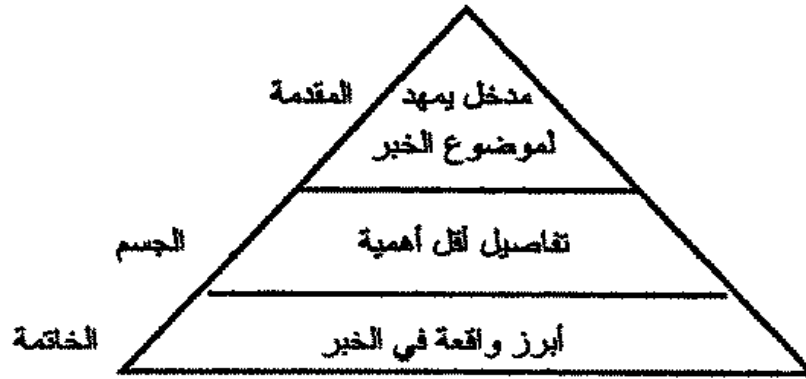 المقدمة
مدخل يمهد
لموضوع الخبر
الجسم
تفاصيل أقل أهمية
الخاتمة
أبرز واقعة في الخبر